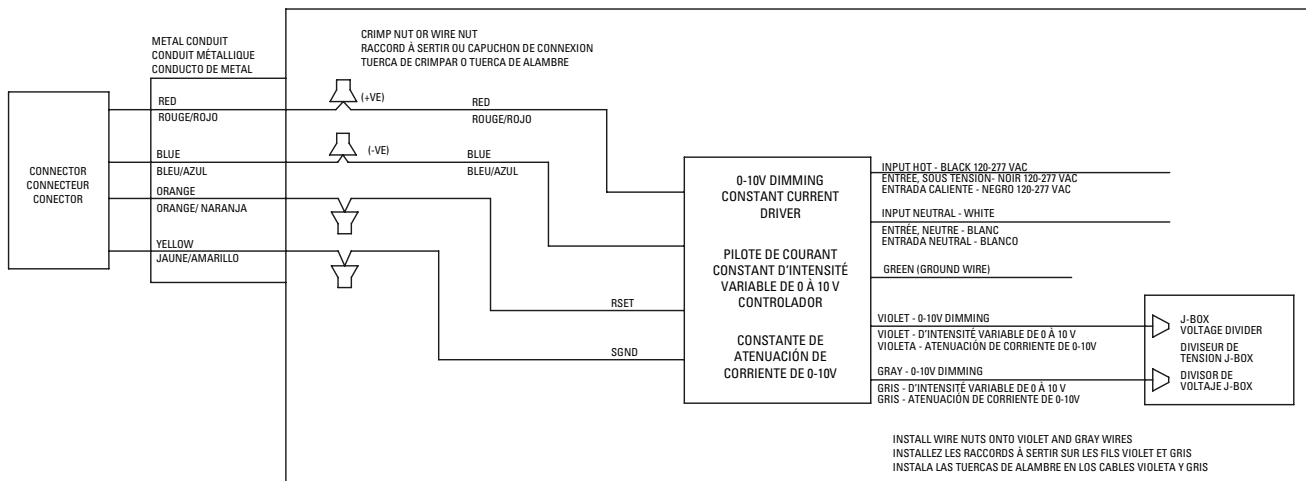 METAL CONDUIT
CONDUIT MÉTALLIQUE
CONDUCTO DE METAL
CRIMP NUT OR WIRE NUT
RACCORD À SERTIR OU CAPUCHON DE CONNEXION
TUERCA DE CRIMPAR O TUERCA DE ALAMBRE
CONNECTOR
CONNECTEUR
CONECTOR
RED
ROUGE/ROJO
BLUE
BLEU/AZUL
ORANGE
ORANGE/ NARANJA
YELLOW
JAUNE/AMARILLO
(+VE)
(-VE)
RED
ROUGE/ROJO
BLUE
BLEU/AZUL
RSET
SGND
0-10V DIMMING
CONSTANT CURRENT
DRIVER
PILOTE DE COURANT
CONSTANT D'INTENSITÉ
VARIABLE DE 0 À 10 V
CONTROLADOR
CONSTANTE DE
ATENUACIÓN DE
CORRIENTE DE 0-10V
INPUT HOT - BLACK 120-277 VAC
ENTRÉE, SOUS TENSION- NOIR 120-277 VAC
ENTRADA CALIENTE - NEGRO 120-277 VAC
INPUT NEUTRAL - WHITE
ENTRÉE, NEUTRE - BLANC
ENTRADA NEUTRAL - BLANCO
GREEN (GROUND WIRE)
VIOLET - 0-10V DIMMING
VIOLET - D'INTENSITÉ VARIABLE DE 0 À 10 V
VIOLETA - ATENUACIÓN DE CORRIENTE DE 0-10V
GRAY - 0-10V DIMMING
GRIS - D'INTENSITÉ VARIABLE DE 0 À 10 V
GRIS - ATENUACIÓN DE CORRIENTE DE 0-10V
J-BOX
VOLTAGE DIVIDER
DIVISEUR DE
TENSION J-BOX
DIVISOR DE
VOLTAJE J-BOX
INSTALL WIRE NUTS ONTO VIOLET AND GRAY WIRES
INSTALLEZ LES RACCORDS À SERTIR SUR LES FILS VIOLET ET GRIS
INSTALA LAS TUERCAS DE ALAMBRE EN LOS CABLES VIOLETA Y GRIS